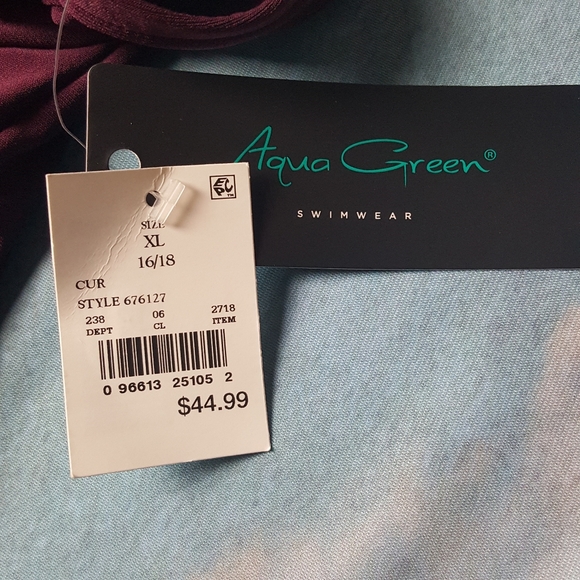 Aqua Green®
SWIMWEAR
SIZE
XL
16/18
CUR
STYLE 676127
238 06 2718
DEPT CL ITEM
0 96613 25105 2
$44.99